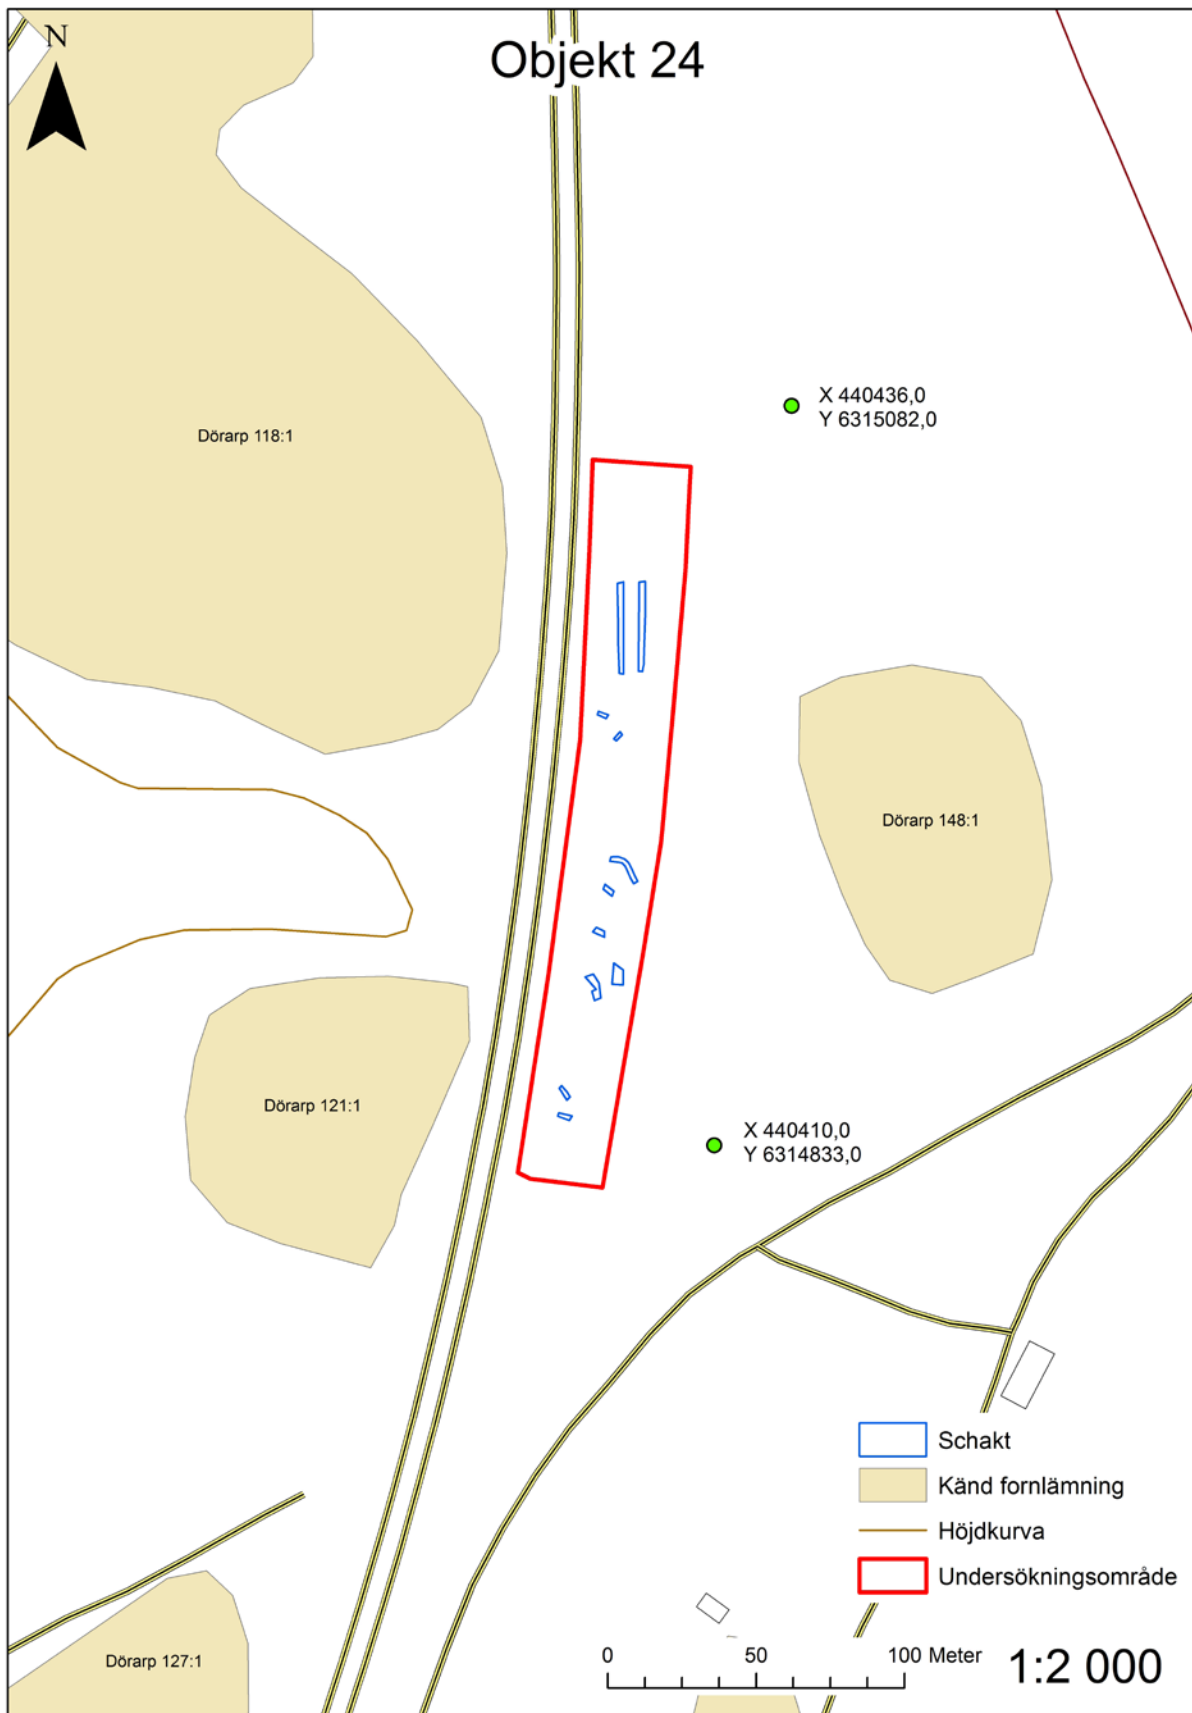 N
Objekt 24
X 440436,0
Y 6315082,0
Dörarp 118:1
Dörarp 148:1
Dörarp 121:1
X 440410,0
Y 6314833,0
Schakt
Känd fornlämning
Höjdkurva
Undersökningsområde
Dörarp 127:1
0 50 100 Meter
1:2 000